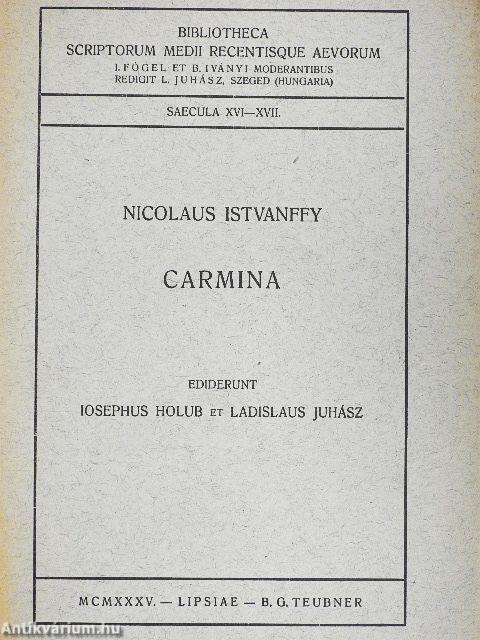 BIBLIOTHECA
SCRIPTORUM MEDII RECENTISQUE AEVORUM
I. FÓGEL ET B. IVÁNYI MODERANTIBUS
REDIGIT L. JUHÁSZ, SZEGED (HUNGARIA)
SAECULA XVI—XVII.
NICOLAUS ISTVANFFY
CARMINA
EDIDERUNT
IOSEPHUS HOLUB ET LADISLAUS JUHÁSZ
MCMXXXV. — LIPSIAE — B. G. TEUBNER
Antikvárium.hu